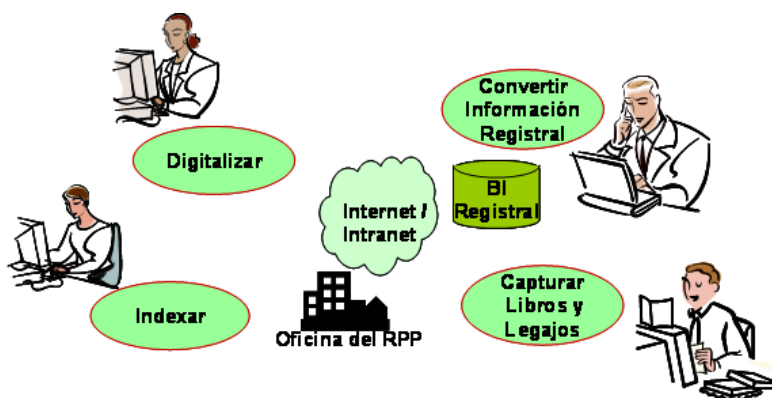 Convertir
Información
Registral
Digitalizar
BI
Registral
Internet /
Intranet
Capturar
Libros y
Legajos
Indexar
Oficina del RPP